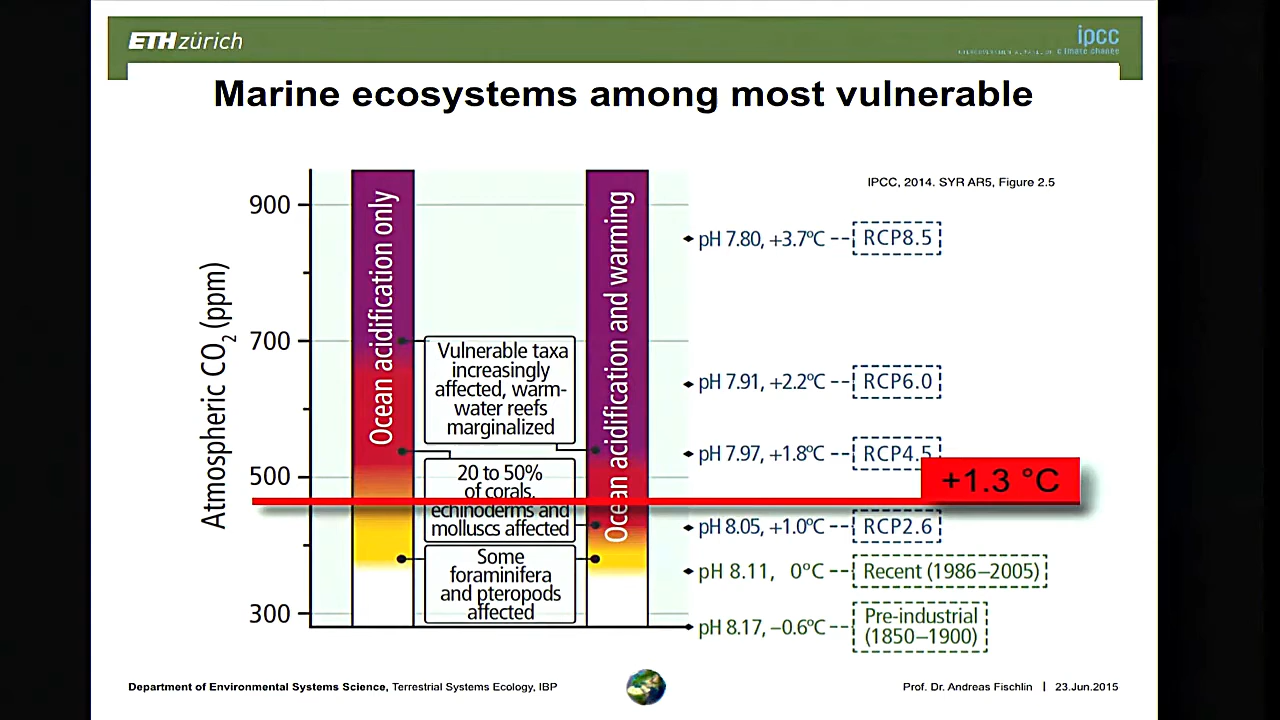 ETH zürich
ipcc
climate change
Marine ecosystems among most vulnerable
IPCC, 2014. SYR AR5, Figure 2.5
Atmospheric CO2 (ppm)
900
700
500
300
Ocean acidification only
Ocean acidification and warming
Vulnerable taxa
increasingly
affected, warm-
water reefs
marginalized
20 to 50%
of corals,
echinoderms and
molluscs affected
Some
foraminifera
and pteropods
affected
pH 7.80, +3.7ºC
RCP8.5
pH 7.91, +2.2ºC
RCP6.0
pH 7.97, +1.8ºC
RCP4.5
+1.3 °C
pH 8.05, +1.0ºC
RCP2.6
pH 8.11, 0°C
Recent (1986–2005)
pH 8.17, –0.6ºC
Pre-industrial
(1850–1900)
Department of Environmental Systems Science, Terrestrial Systems Ecology, IBP
Prof. Dr. Andreas Fischlin | 23.Jun.2015